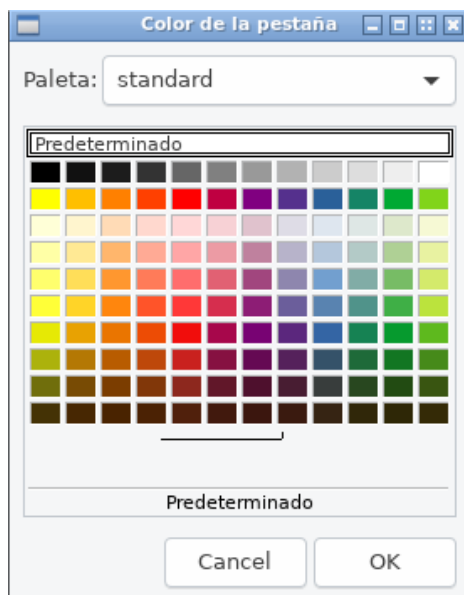 Color de la pestaña
Paleta: standard
Predeterminado
Predeterminado
Cancel OK